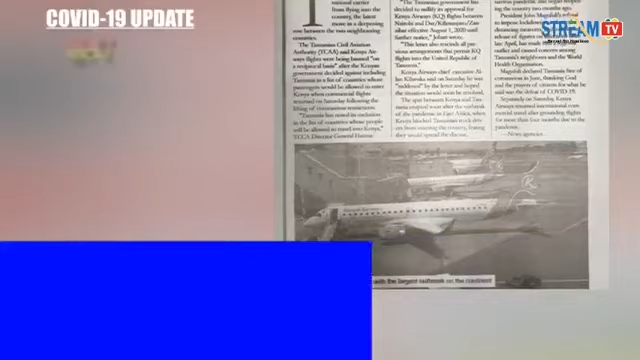 COVID-19 UPDATE
STREAM TV
national carrier
from flying into the
country, the latest
move in a deepening
row between the two neighbouring
countries.
The Tanzanian Civil Aviation
Authority (TCAA) said Kenya Air-
ways flights were being banned "on
a reciprocal basis" after the Kenyan
government decided against including
Tanzania in a list of countries whose
passengers would be allowed to enter
Kenya when commercial flights
resumed on Saturday following the
lifting of coronavirus restrictions.
"Tanzania has noted its exclusion
in the list of countries whose people
will be allowed to travel into Kenya,"
TCAA Director General Hamza
The Tanzanian government has
decided to nullify its approval for
Kenya Airways (KQ) flights between
Nairobi and Dar/Kilimanjaro/Zan-
zibar effective August 1, 2020 until
further notice," Johari wrote.
"This letter also rescinds all pre-
vious arrangements that permit KQ
flights into the United Republic of
Tanzania."
Kenya Airways chief executive Al-
lan Kilavuka said on Saturday he was
"saddened" by the letter and hoped
the situation would soon be resolved.
The spat between Kenya and Tan-
zania erupted soon after the outbreak
of the pandemic in East Africa, when
Kenya blocked Tanzanian truck driv-
ers from entering the country, fearing
they would spread the disease.
the country two months ago.
President John Magufuli's refusal
to impose lockdown
distancing measures
release of figures on
late April, has made him
outlier and caused concern among
Tanzania's neighbours and the World
Health Organisation.
Magufuli declared Tanzania free of
coronavirus in June, thanking God
and the prayers of citizens for what he
said was the defeat of COVID-19.
Separately on Saturday, Kenya
Airways resumed international com-
mercial travel after grounding flights
for more than four months due to the
pandemic.
- News agencies
with the largest outbreak on the continent